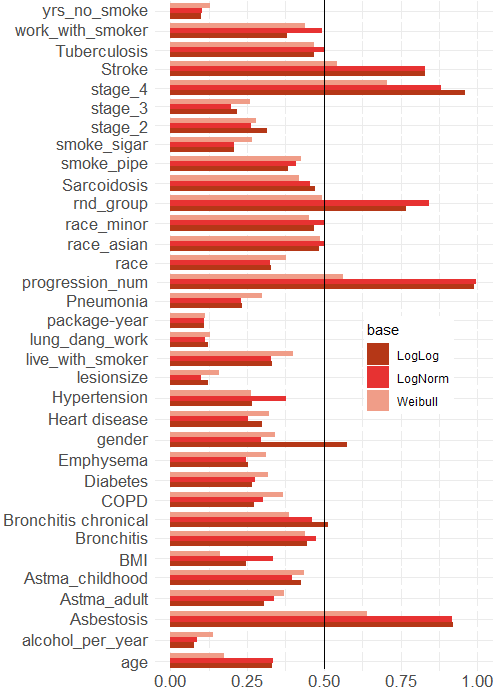 yrs_no_smoke
work_with_smoker
Tuberculosis
Stroke
stage_4
stage_3
stage_2
smoke_sigar
smoke_pipe
Sarcoidosis
rnd_group
race_minor
race_asian
race
progression_num
Pneumonia
package-year
lung_dang_work
live_with_smoker
lesionsize
Hypertension
Heart disease
gender
Emphysema
Diabetes
COPD
Bronchitis chronical
Bronchitis
BMI
Astma_childhood
Astma_adult
Asbestosis
alcohol_per_year
age
base
LogLog
LogNorm
Weibull
0.00 0.25 0.50 0.75 1.00